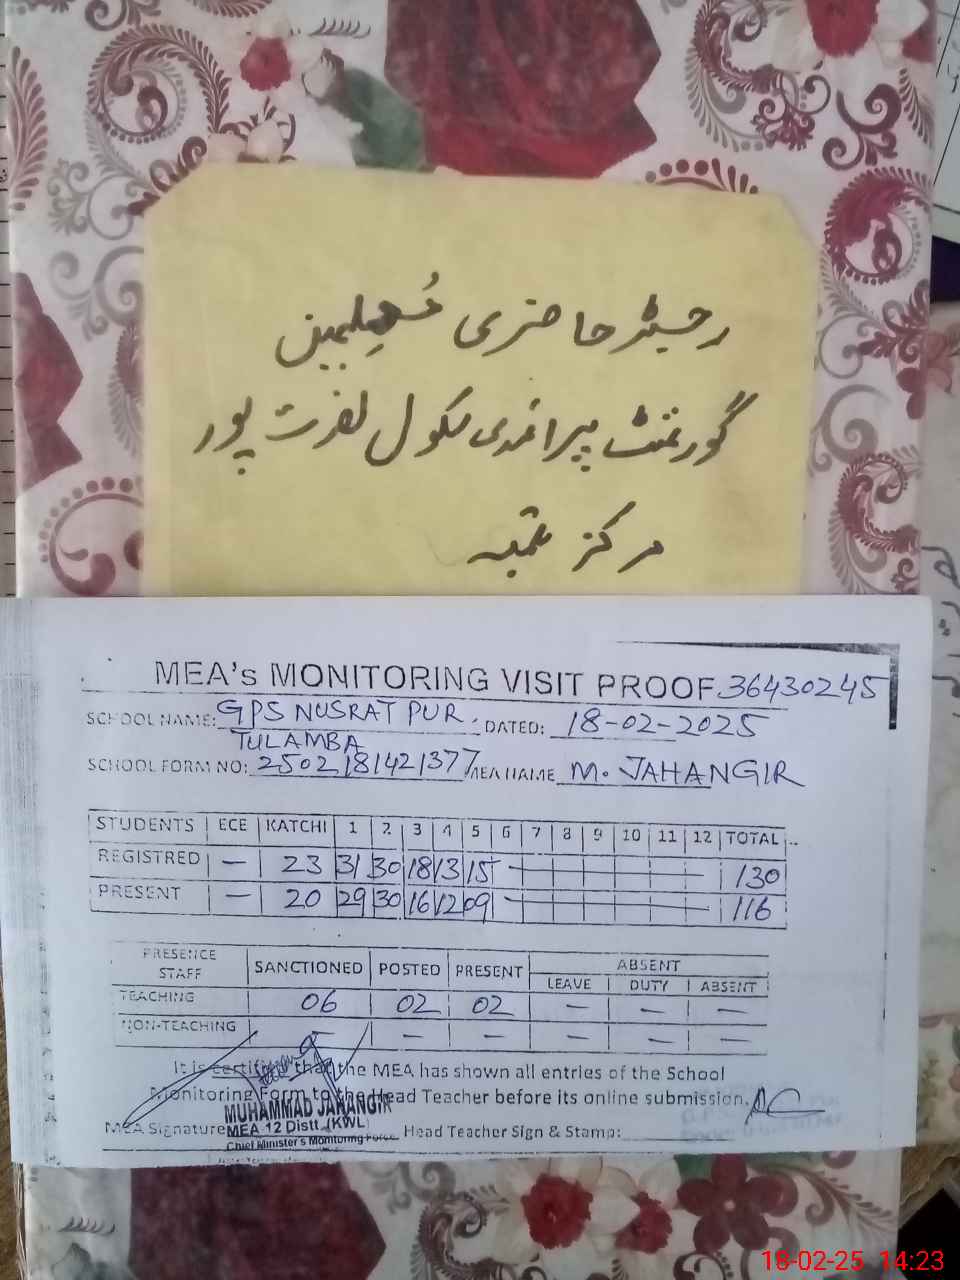 رجسٹر حاضری معلمین
گورنمنٹ پرائمری سکول نصرت پور
مرکز تلمبہ
MEA's MONITORING VISIT PROOF 36430245
SCHOOL NAME: GPS NUSRAT PUR, DATED: 18-02-2025
TULAMBA
SCHOOL FORM NO: 2502181421377 MEA NAME M. JAHANGIR
STUDENTS ECE KATCHI 1 2 3 4 5 6 7 8 9 10 11 12 TOTAL
REGISTRED — 23 31 30 18 13 15 130
PRESENT — 20 29 30 16 12 09 116
PRESENCE STAFF SANCTIONED POSTED PRESENT ABSENT
LEAVE DUTY ABSENT
TEACHING 06 02 02 — — —
NON-TEACHING — — — — —
It is certified that the MEA has shown all entries of the School
Monitoring Form to the Head Teacher before its online submission.
MUHAMMAD JAHANGIR
MEA Signature MEA 12 Distt. (KWL) Head Teacher Sign & Stamp:
Chief Minister's Monitoring Force
18-02-25 14:23